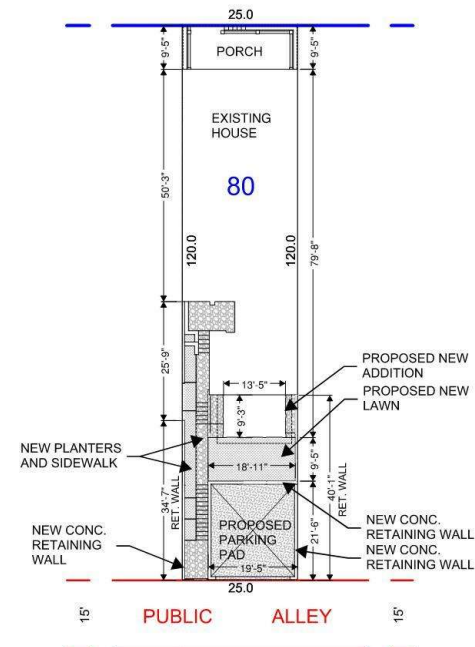 25.0
9'-5"
PORCH
9'-5"
EXISTING
HOUSE
80
50'-3"
120.0
120.0
79'-8"
25'-9"
PROPOSED NEW
ADDITION
13'-5"
PROPOSED NEW
LAWN
9'-3"
NEW PLANTERS
AND SIDEWALK
18'-11"
9'-5"
40'-1"
RET. WALL
34'-7"
RET. WALL
NEW CONC.
RETAINING
WALL
PROPOSED
PARKING
PAD
21'-6"
NEW CONC.
RETAINING WALL
NEW CONC.
RETAINING WALL
19'-5"
25.0
15'
PUBLIC ALLEY
15'